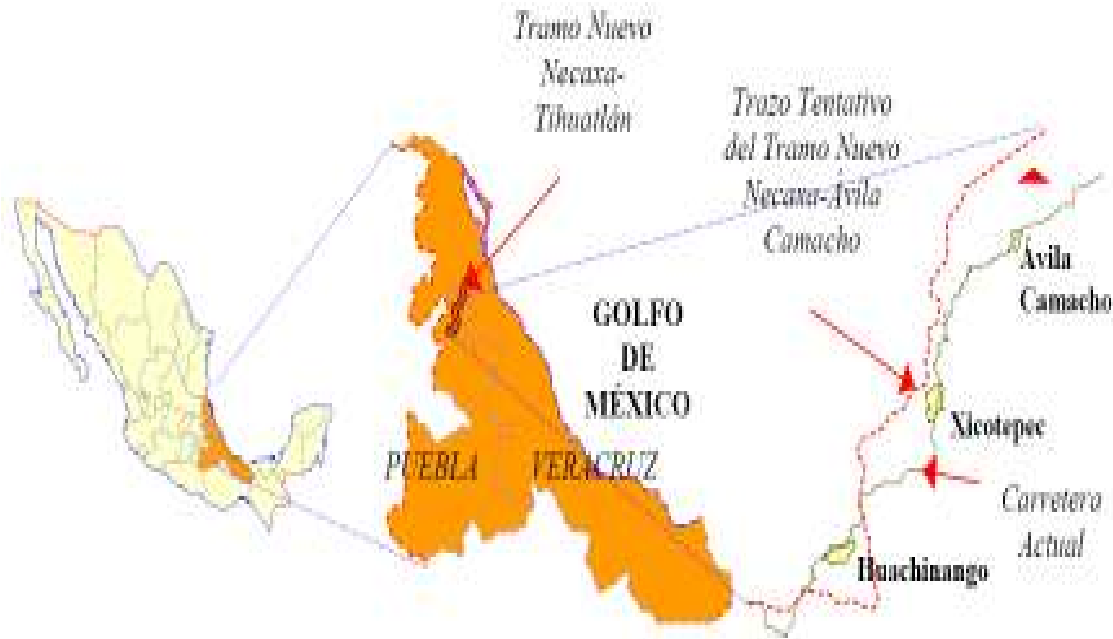 Tramo Nuevo
Necaxa-
Tihuatlán
Trazo Tentativo
del Tramo Nuevo
Necaxa-Ávila
Camacho
Ávila
Camacho
GOLFO
DE
MÉXICO
Xicotepec
PUEBLA
VERACRUZ
Carretero
Actual
Huachinango